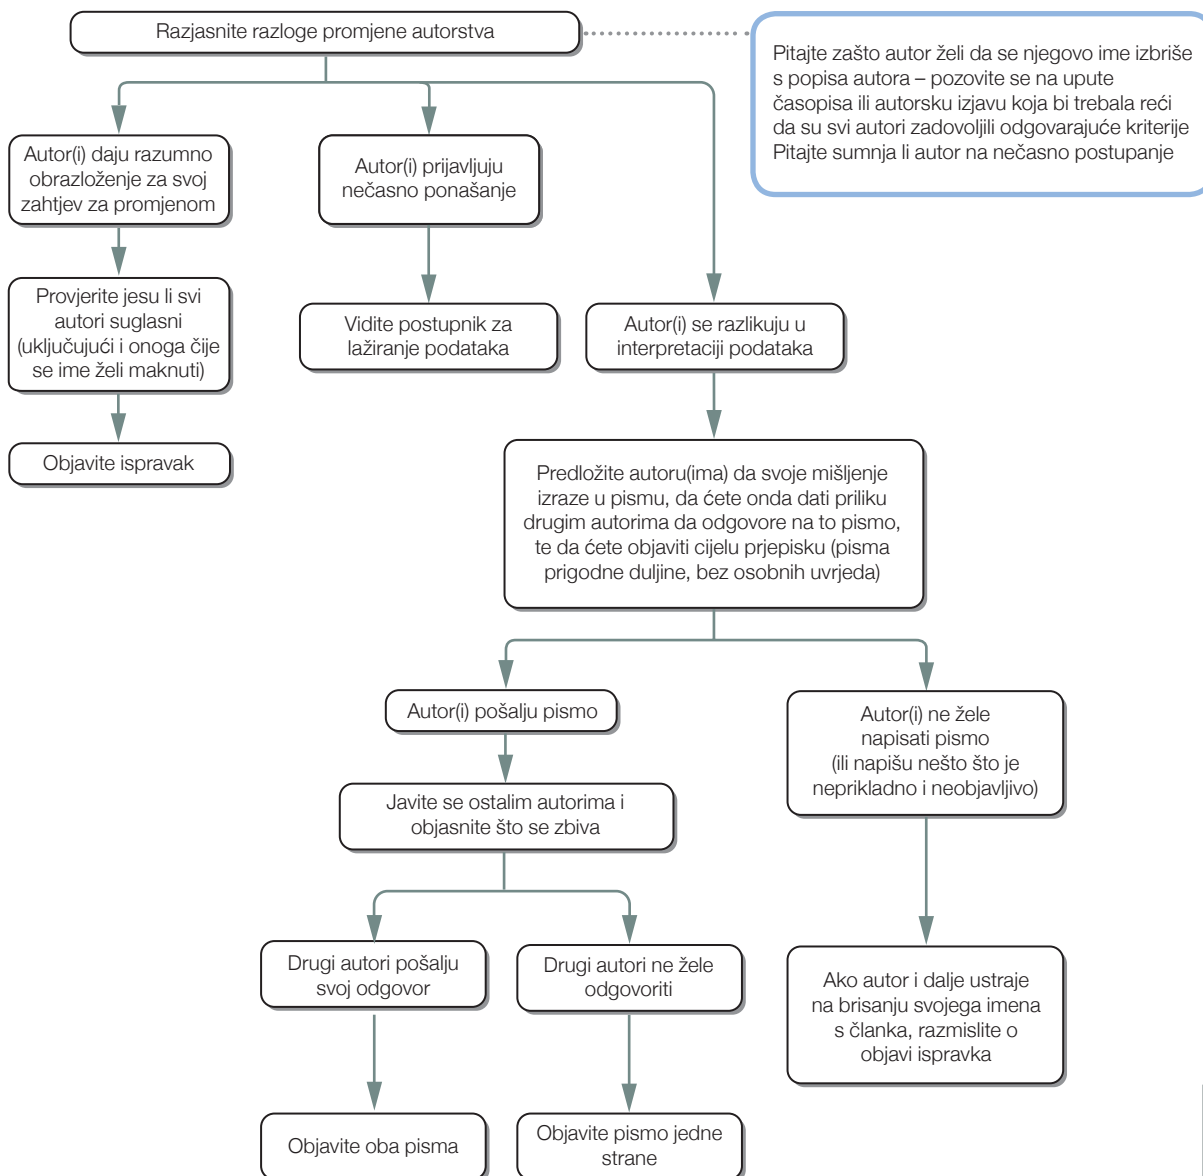 Razjasnite razloge promjene autorstva
Pitajte zašto autor želi da se njegovo ime izbriše
s popisa autora – pozovite se na upute
časopisa ili autorsku izjavu koja bi trebala reći
da su svi autori zadovoljili odgovarajuće kriterije
Pitajte sumnja li autor na nečasno postupanje
Autor(i) daju razumno
obrazloženje za svoj
zahtjev za promjenom
Autor(i) prijavljuju
nečasno ponašanje
Provjerite jesu li svi
autori suglasni
(uključujući i onoga čije
se ime želi maknuti)
Vidite postupnik za
lažiranje podataka
Autor(i) se razlikuju u
interpretaciji podataka
Objavite ispravak
Predložite autoru(ima) da svoje mišljenje
izraze u pismu, da ćete onda dati priliku
drugim autorima da odgovore na to pismo,
te da ćete objaviti cijelu prjepisku (pisma
prigodne duljine, bez osobnih uvrjeda)
Autor(i) pošalju pismo
Autor(i) ne žele
napisati pismo
(ili napišu nešto što je
neprikladno i neobjavljivo)
Javite se ostalim autorima i
objasnite što se zbiva
Drugi autori pošalju
svoj odgovor
Drugi autori ne žele
odgovoriti
Ako autor i dalje ustraje
na brisanju svojega imena
s članka, razmislite o
objavi ispravka
Objavite oba pisma
Objavite pismo jedne
strane